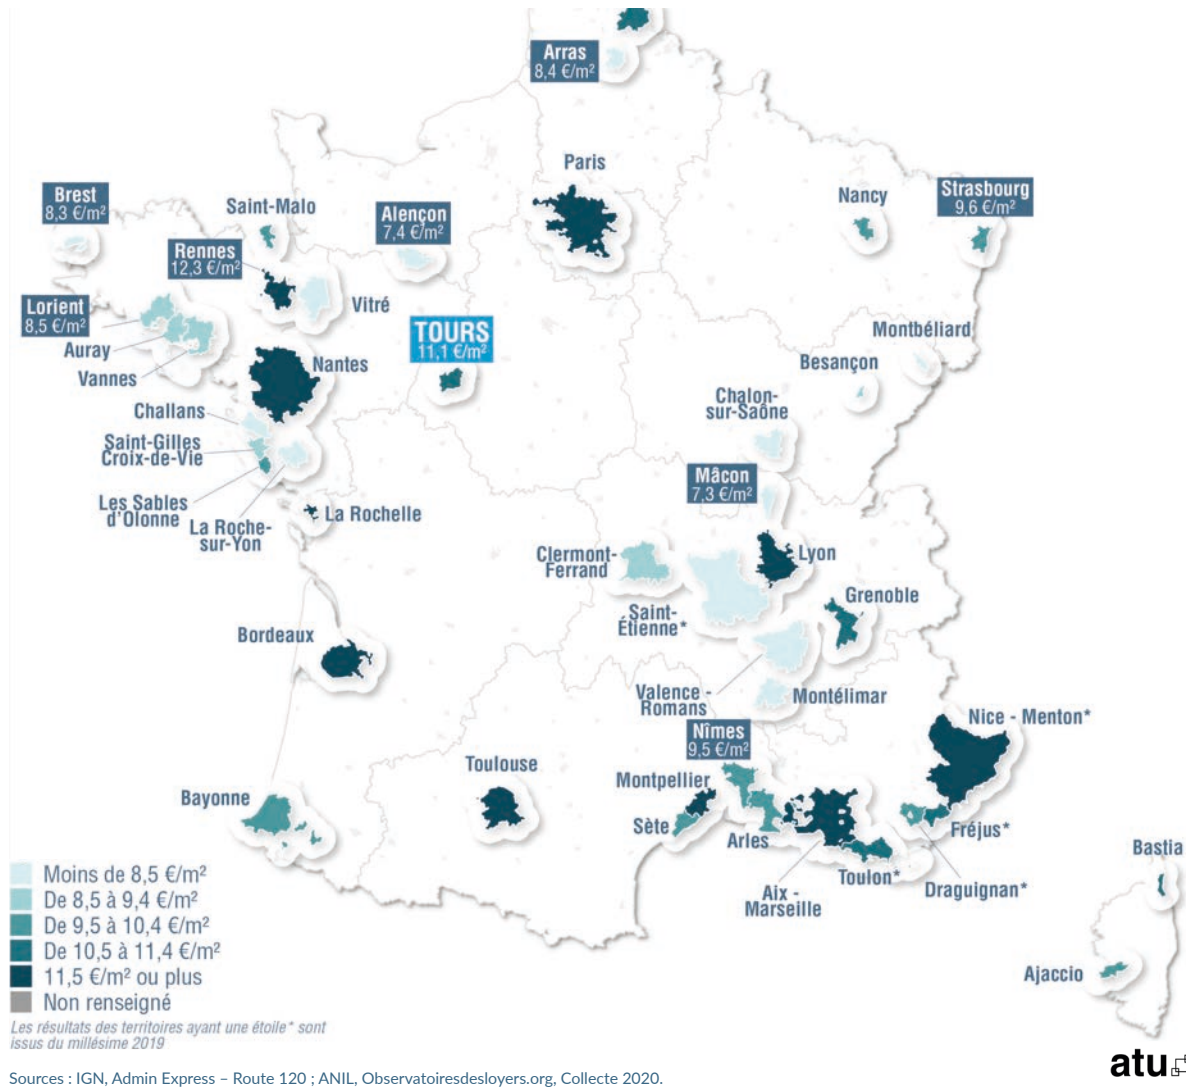 Arras
8,4 €/m²
Paris
Brest
8,3 €/m²
Saint-Malo
Alençon
7,4 €/m²
Nancy
Strasbourg
9,6 €/m²
Rennes
12,3 €/m²
Vitré
Lorient
8,5 €/m²
Auray
Vannes
TOURS
11,1 €/m²
Nantes
Montbéliard
Besançon
Challans
Chalon-
sur-Saône
Saint-Gilles
Croix-de-Vie
Mâcon
7,3 €/m²
Les Sables
d'Olonne
La Roche-
sur-Yon
La Rochelle
Clermont-
Ferrand
Lyon
Saint-
Étienne*
Grenoble
Bordeaux
Valence -
Romans
Montélimar
Nîmes
9,5 €/m²
Nice - Menton*
Toulouse
Montpellier
Bayonne
Sète
Arles
Fréjus*
Toulon*
Draguignan*
Aix -
Marseille
Bastia
Ajaccio
Moins de 8,5 €/m²
De 8,5 à 9,4 €/m²
De 9,5 à 10,4 €/m²
De 10,5 à 11,4 €/m²
11,5 €/m² ou plus
Non renseigné
Les résultats des territoires ayant une étoile* sont
issus du millésime 2019
Sources : IGN, Admin Express – Route 120 ; ANIL, Observatoiresdesloyers.org, Collecte 2020.
atu